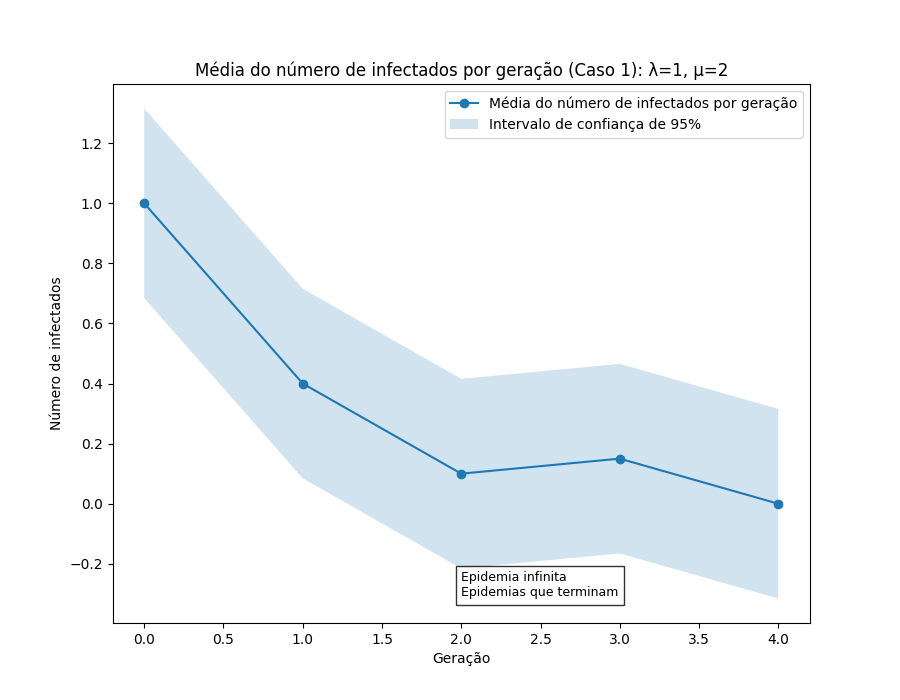 Média do número de infectados por geração (Caso 1): λ=1, μ=2
Média do número de infectados por geração
Intervalo de confiança de 95%
Número de infectados
1.2
1.0
0.8
0.6
0.4
0.2
0.0
−0.2
Epidemia infinita
Epidemias que terminam
0.0 0.5 1.0 1.5 2.0 2.5 3.0 3.5 4.0
Geração